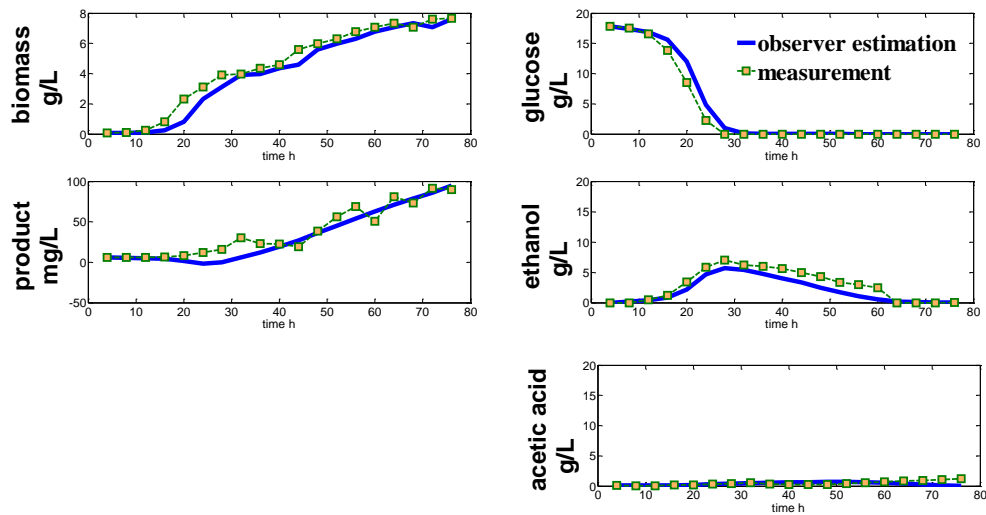 biomass
g/L
8
6
4
2
0
0 10 20 30 40 50 60 70 80
time h
glucose
g/L
20
15
10
5
0
0 10 20 30 40 50 60 70 80
time h
observer estimation
measurement
product
mg/L
100
50
0
-50
0 10 20 30 40 50 60 70 80
time h
ethanol
g/L
20
15
10
5
0
0 10 20 30 40 50 60 70 80
time h
acetic acid
g/L
20
15
10
5
0
0 10 20 30 40 50 60 70 80
time h